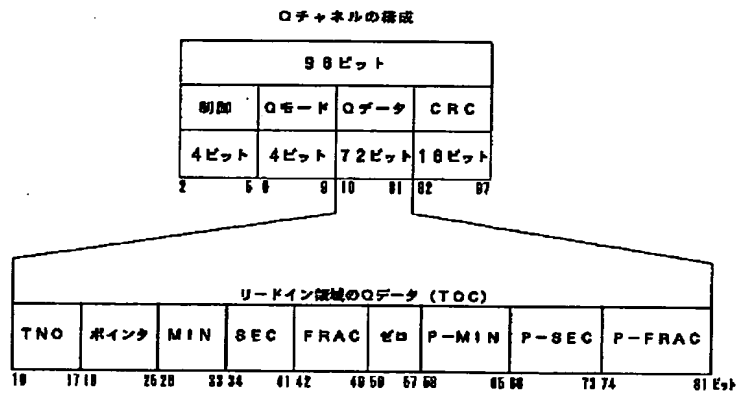 Qチャネルの構成
96ビット
制御 Qモード Qデータ CRC
4ビット 4ビット 72ビット 16ビット
2 5 6 9 10 81 82 97
リードイン領域のQデータ (TOC)
TNO ポインタ MIN SEC FRAC ゼロ P-MIN P-SEC P-FRAC
10 17 18 25 26 33 34 41 42 49 50 57 58 65 66 73 74 81 ビット